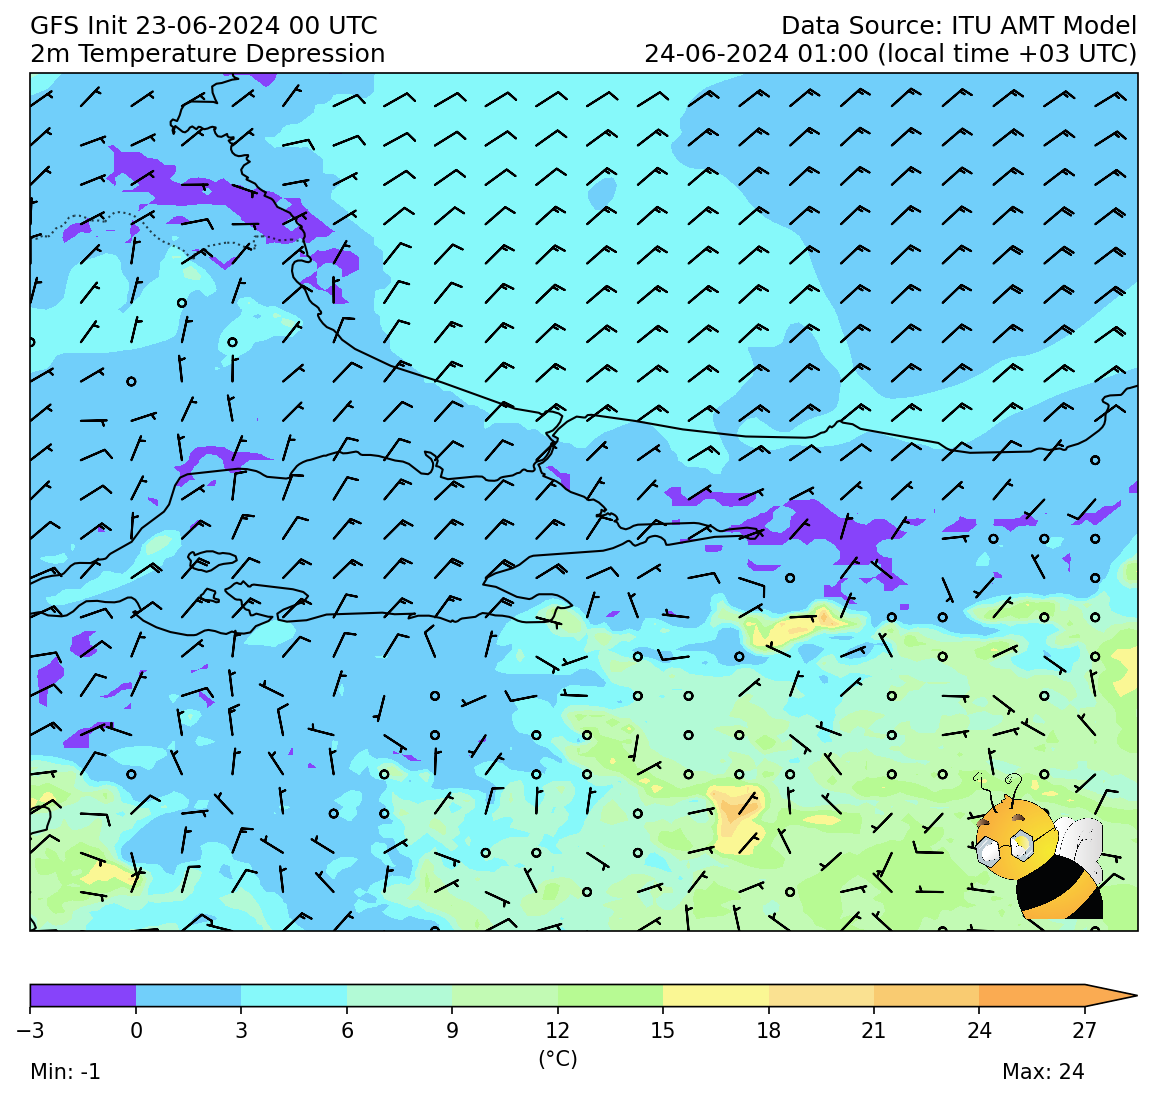 GFS Init 23-06-2024 00 UTC
Data Source: ITU AMT Model
2m Temperature Depression
24-06-2024 01:00 (local time +03 UTC)
−3 0 3 6 9 12 15 18 21 24 27
(°C)
Min: -1
Max: 24